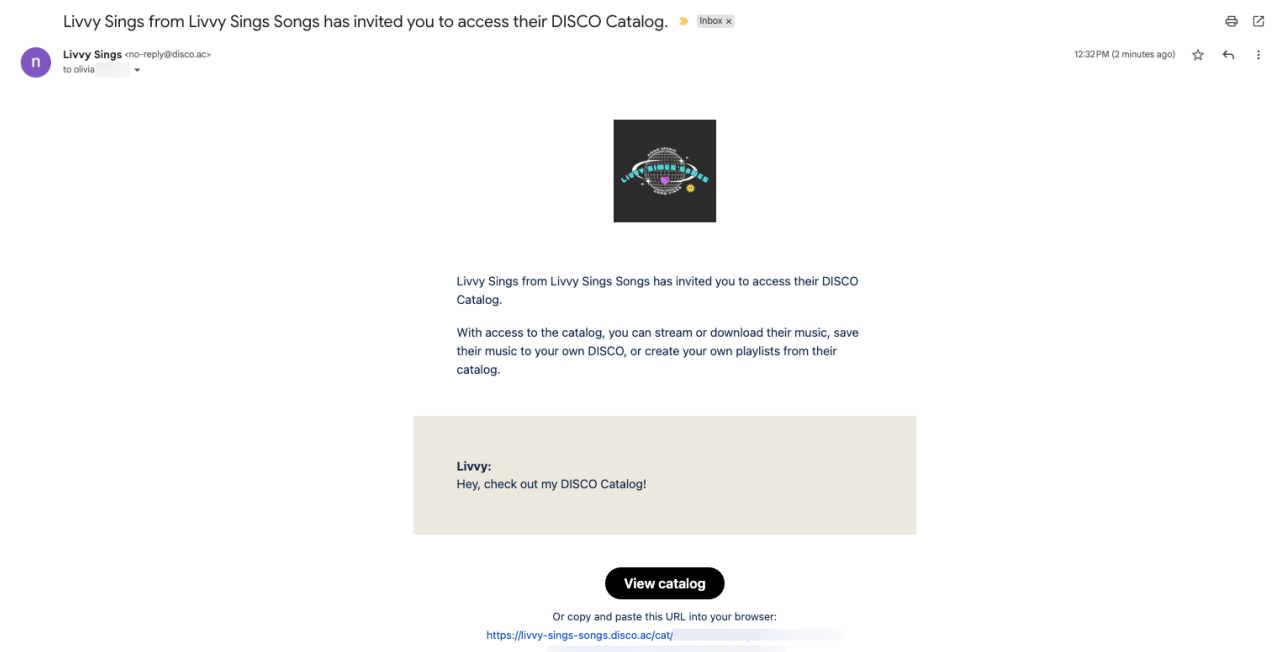 Livvy Sings from Livvy Sings Songs has invited you to access their DISCO Catalog. Inbox x
n
Livvy Sings <no-reply@disco.ac>
12:32 PM (2 minutes ago)
to olivia
LIVVY SINGS SONGS
GOOD VIBES
Livvy Sings from Livvy Sings Songs has invited you to access their DISCO
Catalog.
With access to the catalog, you can stream or download their music, save
their music to your own DISCO, or create your own playlists from their
catalog.
Livvy:
Hey, check out my DISCO Catalog!
View catalog
Or copy and paste this URL into your browser:
https://livvy-sings-songs.disco.ac/cat/